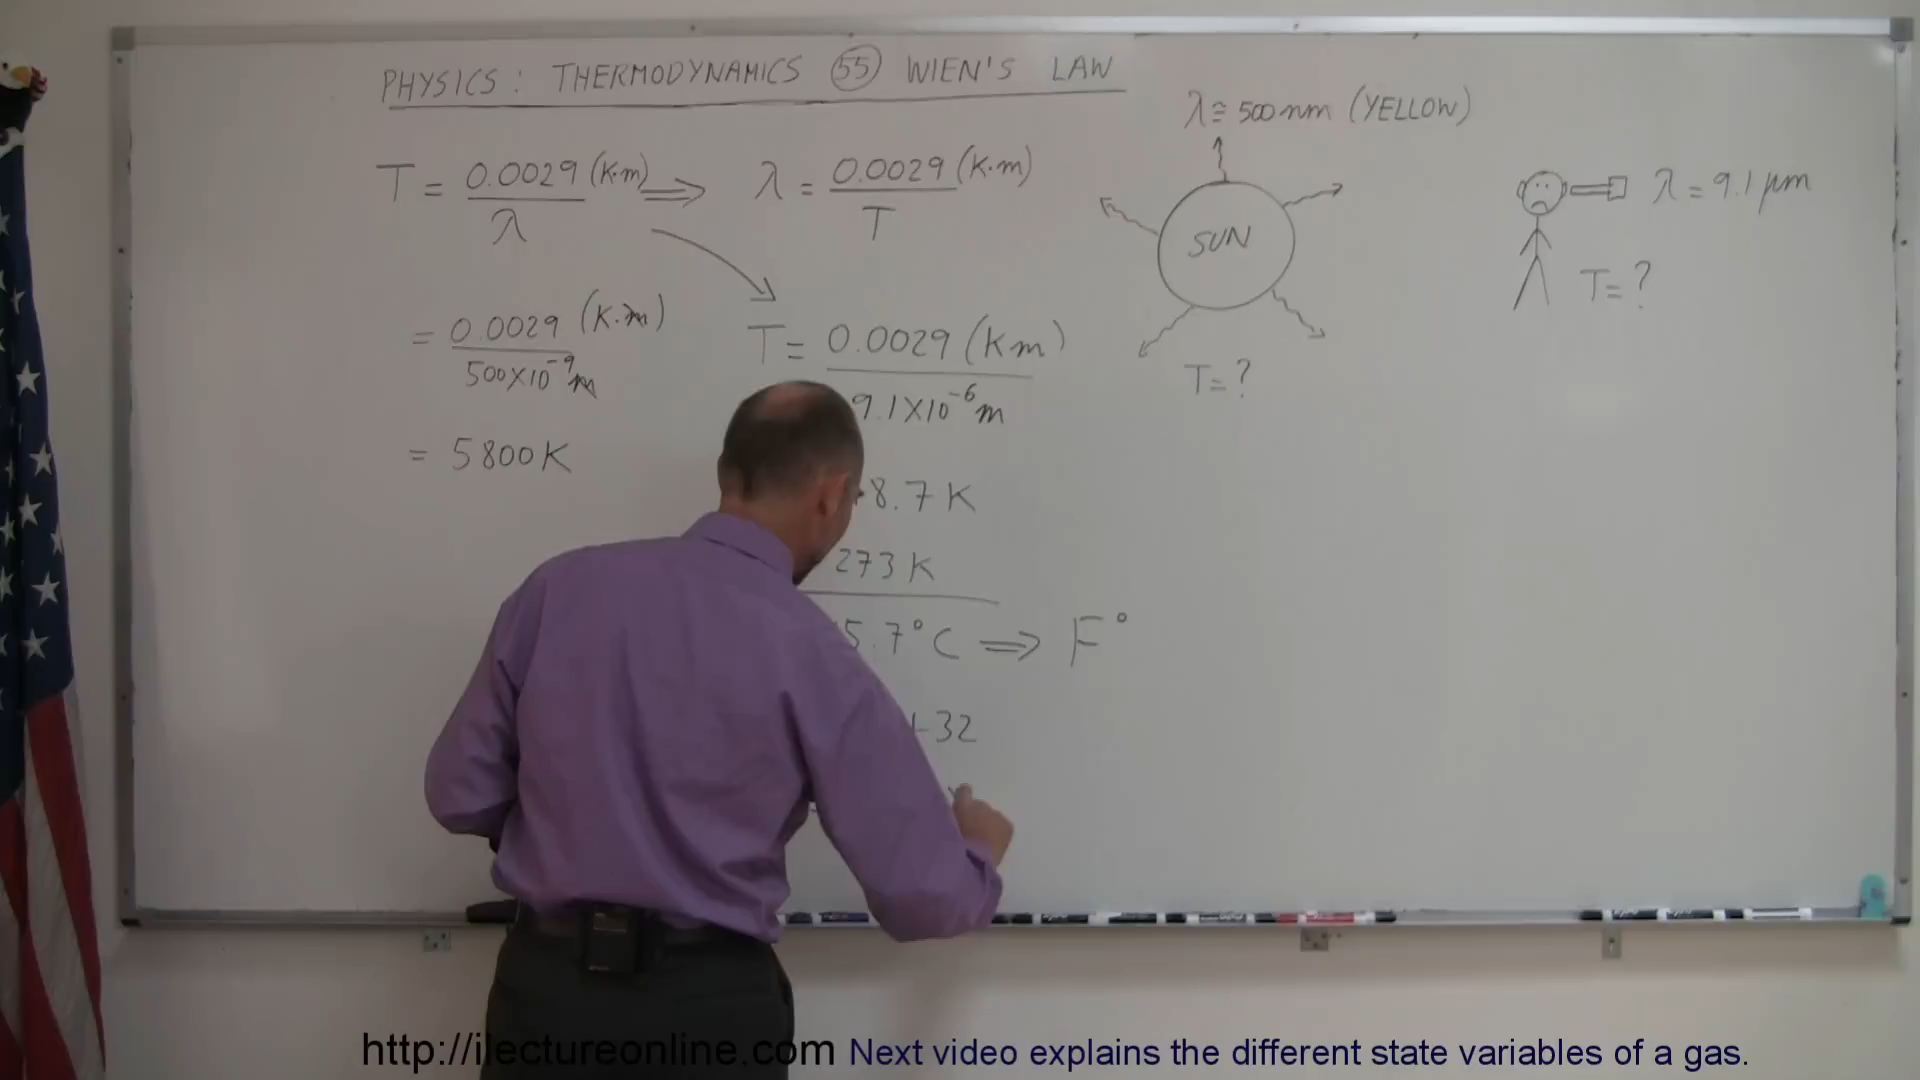 PHYSICS: THERMODYNAMICS 55 WIEN'S LAW
T = 0.0029 (K·m) / λ ⇒ λ = 0.0029 (K·m) / T
= 0.0029 (K·m) / 500×10⁻⁹ m
= 5800 K
T = 0.0029 (Km) / 9.1×10⁻⁶ m
8.7 K
273 K
5.7°C ⇒ F°
+32
λ ≅ 500 nm (YELLOW)
SUN
T = ?
λ = 9.1 μm
T = ?
http://ilectureonline.com Next video explains the different state variables of a gas.